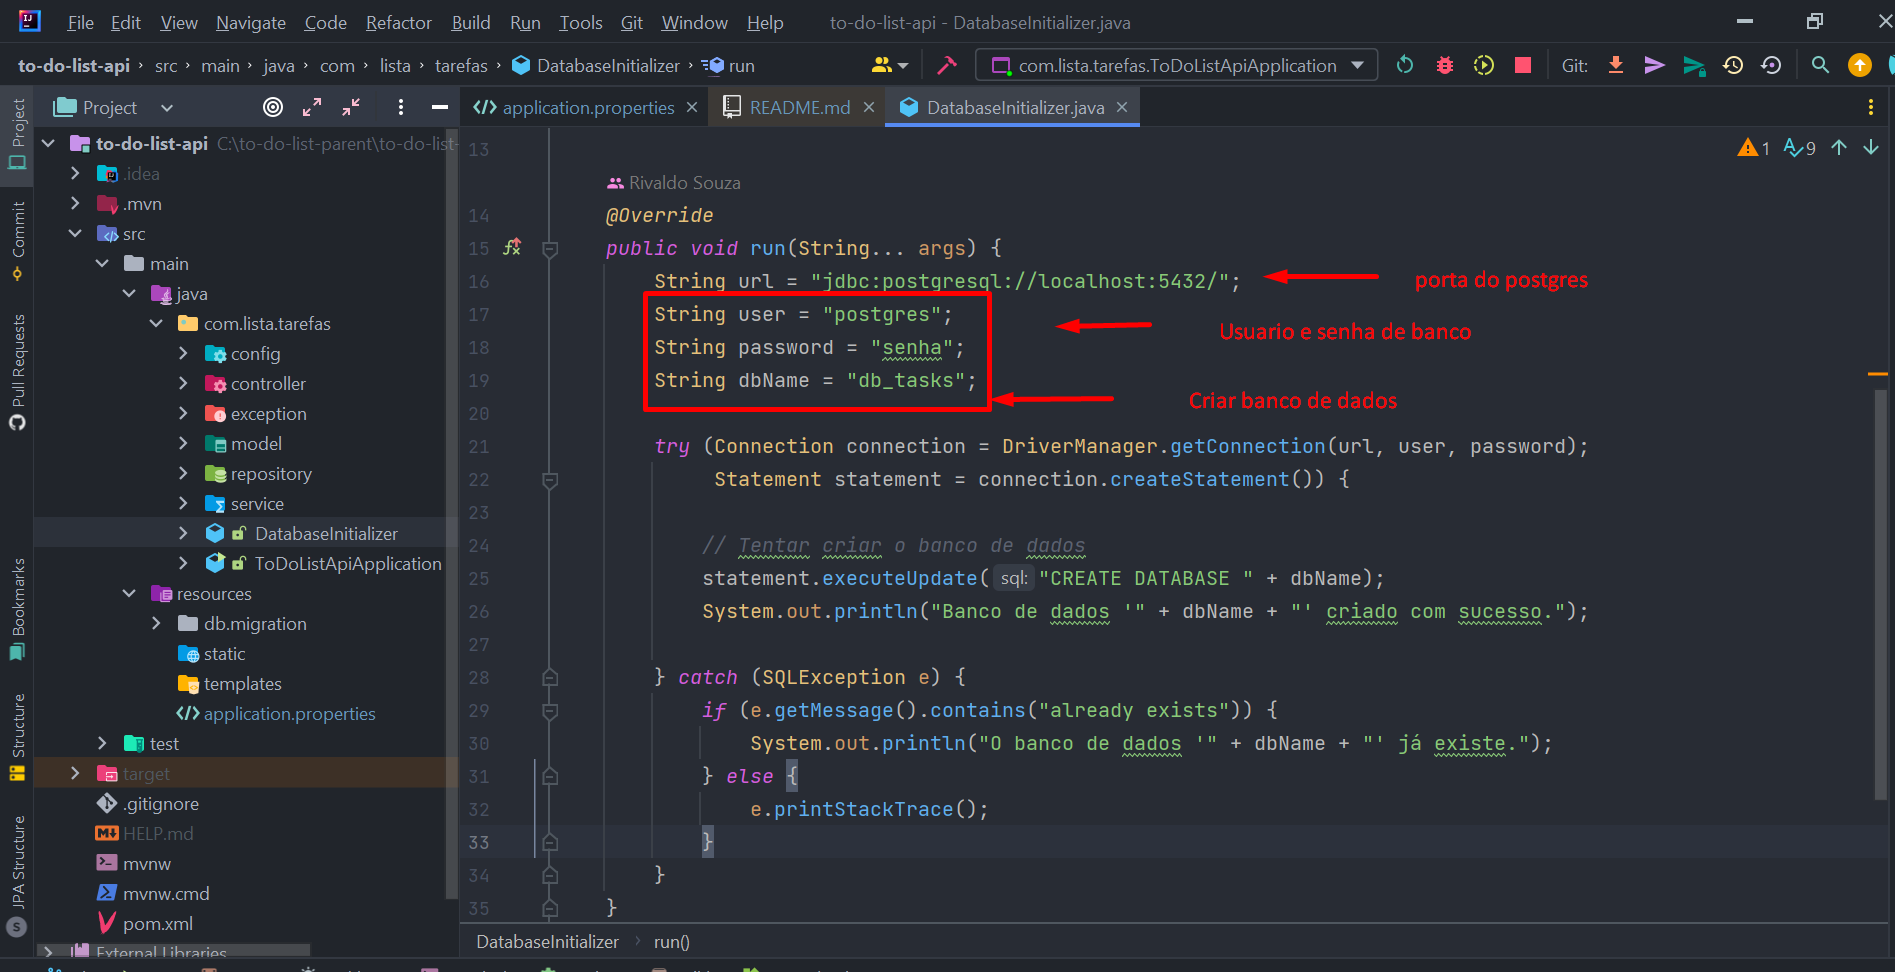 File Edit View Navigate Code Refactor Build Run Tools Git Window Help to-do-list-api - DatabaseInitializer.java
to-do-list-api › src › main › java › com › lista › tarefas › DatabaseInitializer › run com.lista.tarefas.ToDoListApiApplication Git:
Project
application.properties README.md DatabaseInitializer.java
Project
Commit
Pull Requests
Bookmarks
Structure
JPA Structure
to-do-list-api C:\to-do-list-parent\to-do-list-
.idea
.mvn
src
main
java
com.lista.tarefas
config
controller
exception
model
repository
service
DatabaseInitializer
ToDoListApiApplication
resources
db.migration
static
templates
application.properties
test
target
.gitignore
HELP.md
mvnw
mvnw.cmd
pom.xml
External Libraries
1 9
13
Rivaldo Souza
14 @Override
15 public void run(String... args) {
16 String url = "jdbc:postgresql://localhost:5432/"; porta do postgres
17 String user = "postgres";
Usuario e senha de banco
18 String password = "senha";
19 String dbName = "db_tasks";
Criar banco de dados
20
21 try (Connection connection = DriverManager.getConnection(url, user, password);
22 Statement statement = connection.createStatement()) {
23
24 // Tentar criar o banco de dados
25 statement.executeUpdate( sql: "CREATE DATABASE " + dbName);
26 System.out.println("Banco de dados '" + dbName + "' criado com sucesso.");
27
28 } catch (SQLException e) {
29 if (e.getMessage().contains("already exists")) {
30 System.out.println("O banco de dados '" + dbName + "' já existe.");
31 } else {
32 e.printStackTrace();
33 }
34 }
35 }
DatabaseInitializer › run()